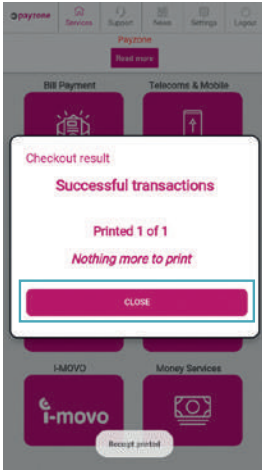 payzone
Services
Support
News
Settings
Logout
Payzone
Read more
Bill Payment
Telecoms & Mobile
Checkout result
Successful transactions
Printed 1 of 1
Nothing more to print
CLOSE
I-MOVO
Money Services
i-movo
Receipt printed